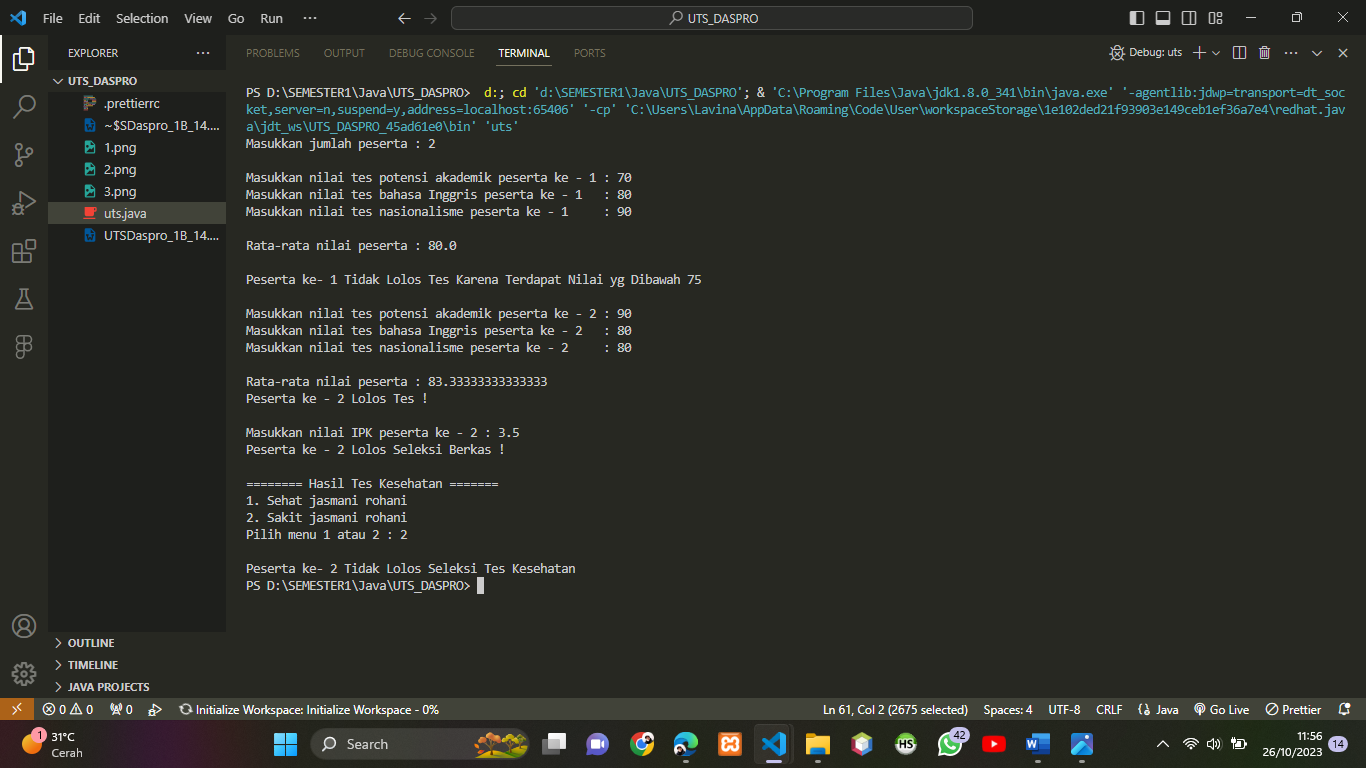 File Edit Selection View Go Run ··· UTS_DASPRO
EXPLORER ···
UTS_DASPRO
.prettierrc
~$SDaspro_1B_14....
1.png
2.png
3.png
uts.java
UTSDaspro_1B_14....
OUTLINE
TIMELINE
JAVA PROJECTS
PROBLEMS OUTPUT DEBUG CONSOLE TERMINAL PORTS Debug: uts
PS D:\SEMESTER1\Java\UTS_DASPRO>  d:; cd 'd:\SEMESTER1\Java\UTS_DASPRO'; & 'C:\Program Files\Java\jdk1.8.0_341\bin\java.exe' '-agentlib:jdwp=transport=dt_soc
ket,server=n,suspend=y,address=localhost:65406' '-cp' 'C:\Users\Lavina\AppData\Roaming\Code\User\workspaceStorage\1e102ded21f93903e149ceb1ef36a7e4\redhat.jav
a\jdt_ws\UTS_DASPRO_45ad61e0\bin' 'uts'
Masukkan jumlah peserta : 2
Masukkan nilai tes potensi akademik peserta ke - 1 : 70
Masukkan nilai tes bahasa Inggris peserta ke - 1   : 80
Masukkan nilai tes nasionalisme peserta ke - 1     : 90
Rata-rata nilai peserta : 80.0
Peserta ke- 1 Tidak Lolos Tes Karena Terdapat Nilai yg Dibawah 75
Masukkan nilai tes potensi akademik peserta ke - 2 : 90
Masukkan nilai tes bahasa Inggris peserta ke - 2   : 80
Masukkan nilai tes nasionalisme peserta ke - 2     : 80
Rata-rata nilai peserta : 83.33333333333333
Peserta ke - 2 Lolos Tes !
Masukkan nilai IPK peserta ke - 2 : 3.5
Peserta ke - 2 Lolos Seleksi Berkas !
======== Hasil Tes Kesehatan =======
1. Sehat jasmani rohani
2. Sakit jasmani rohani
Pilih menu 1 atau 2 : 2
Peserta ke- 2 Tidak Lolos Seleksi Tes Kesehatan
PS D:\SEMESTER1\Java\UTS_DASPRO>
0 0 0 Initialize Workspace: Initialize Workspace - 0% Ln 61, Col 2 (2675 selected) Spaces: 4 UTF-8 CRLF Java Go Live Prettier
1 31°C Search HS 42 11:56 14
Cerah 26/10/2023